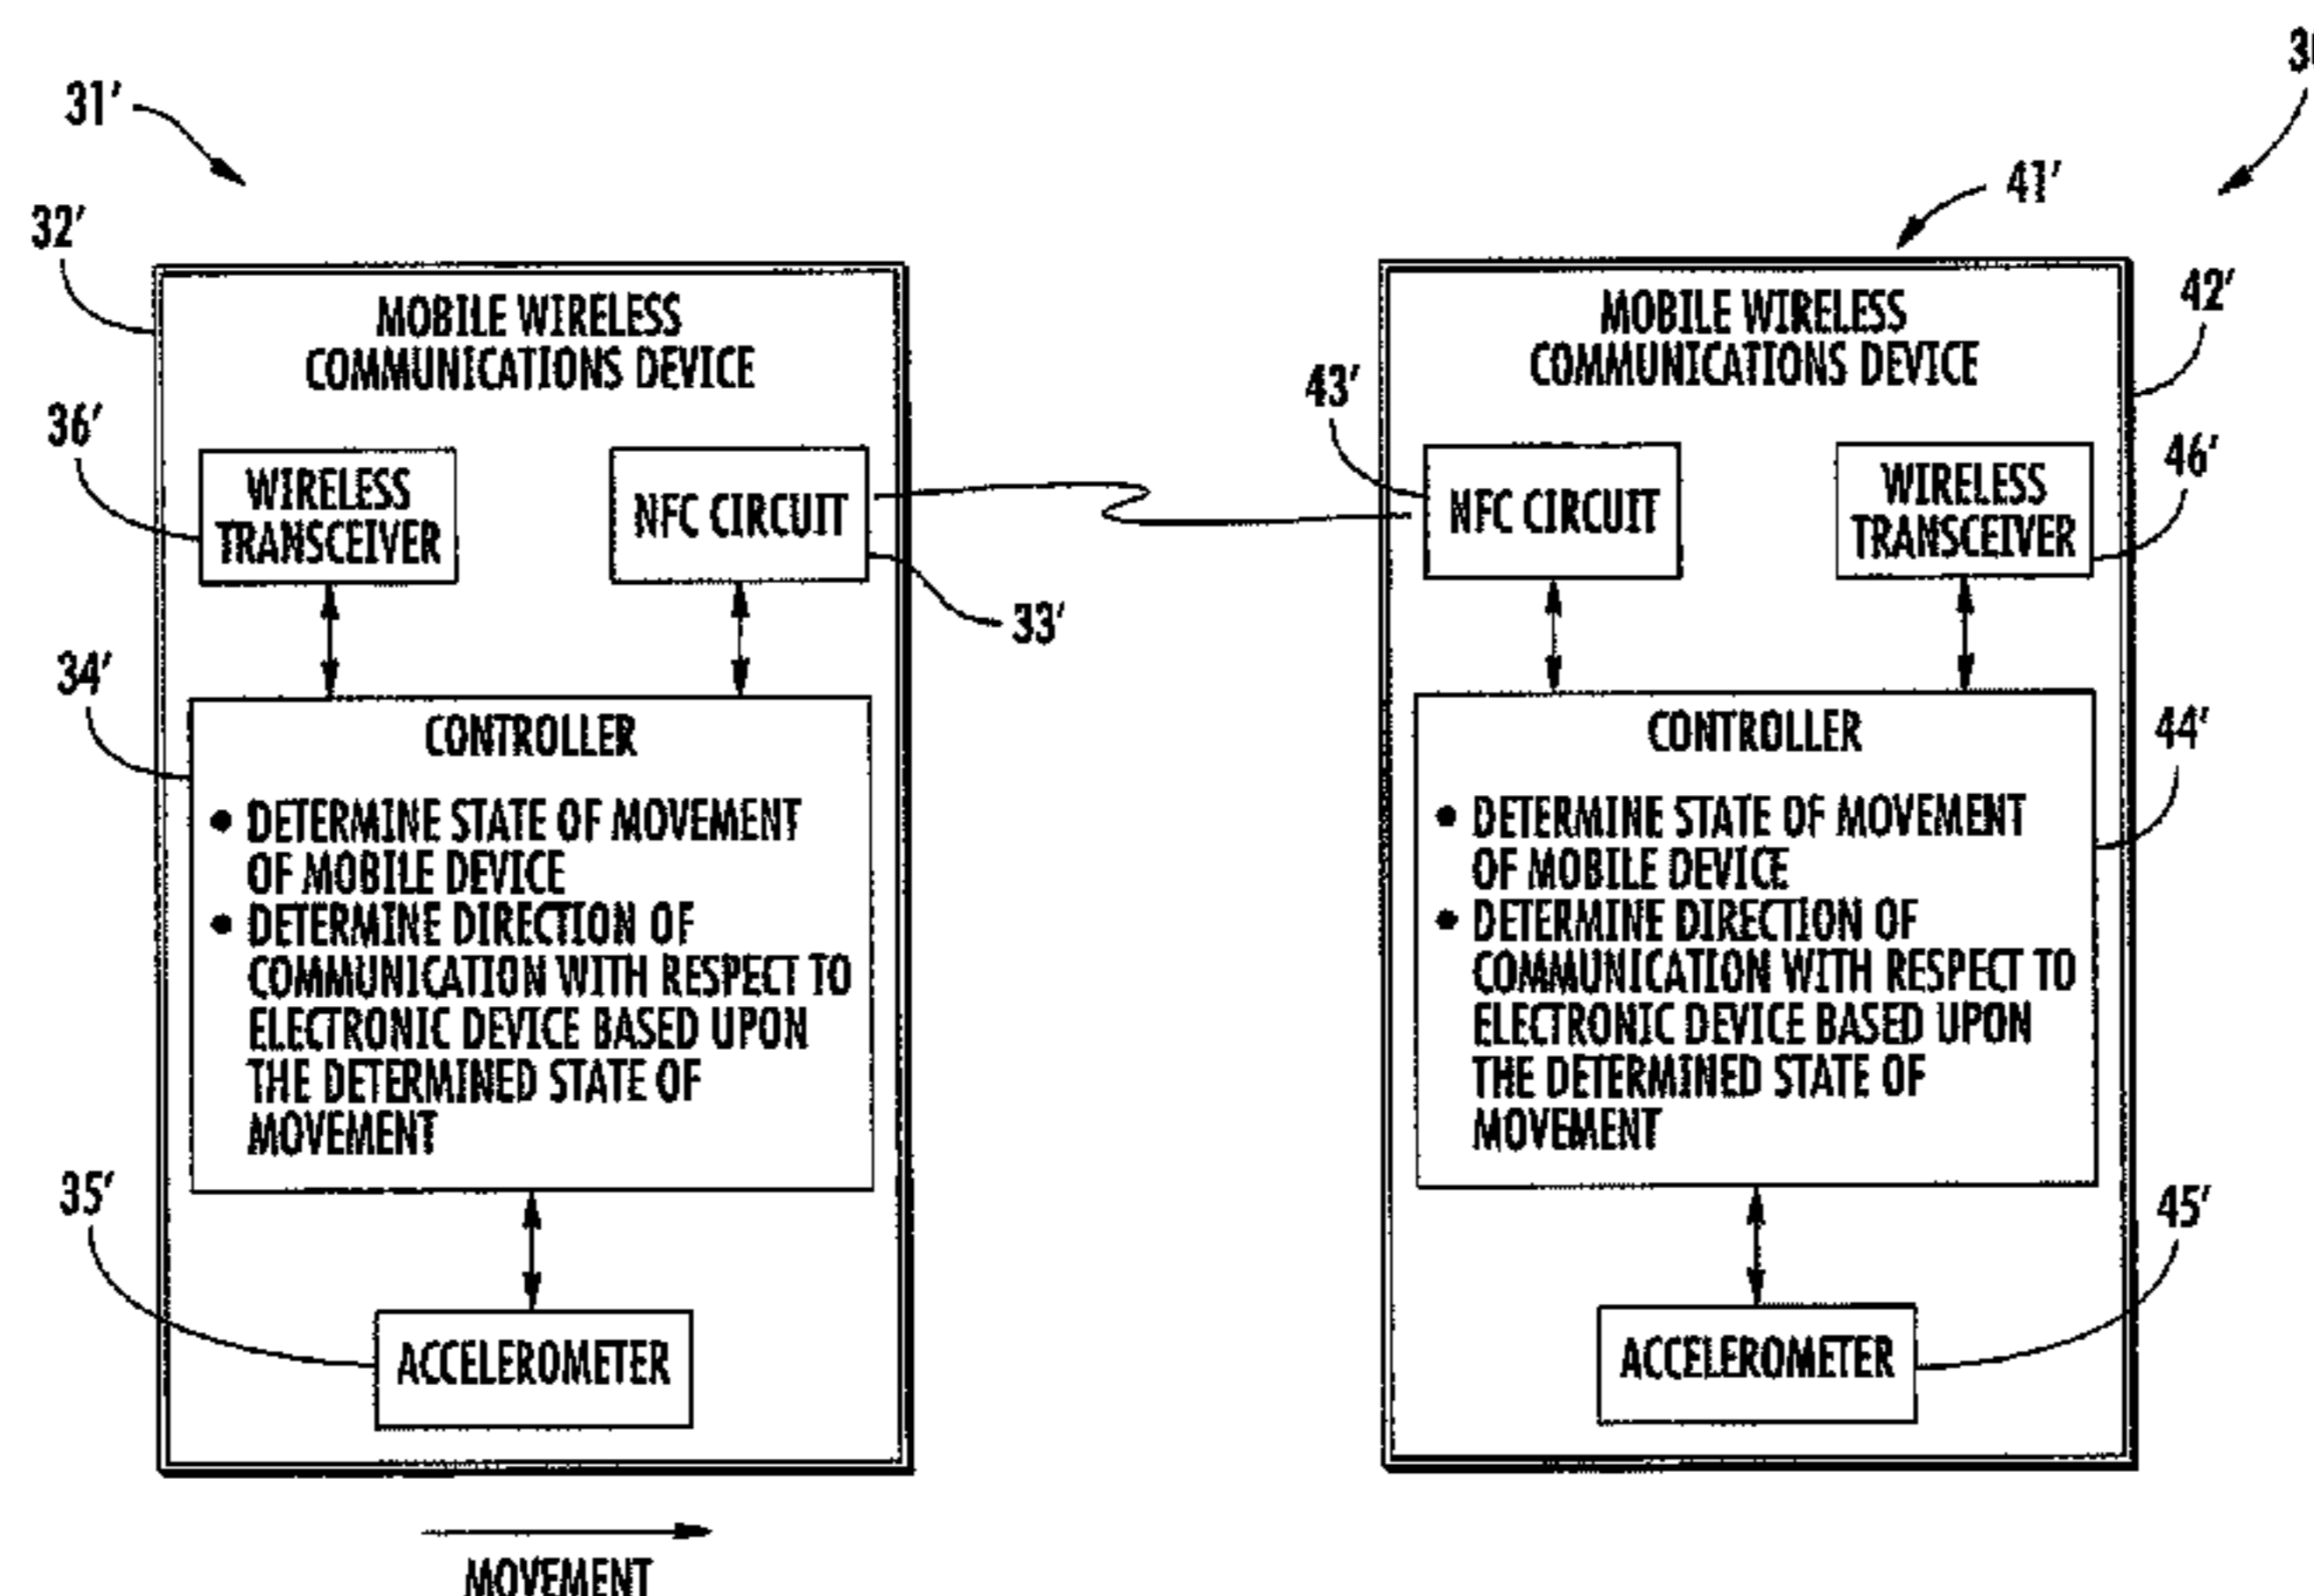 31′
41′
32′
42′
MOBILE WIRELESS
COMMUNICATIONS DEVICE
36′
WIRELESS
TRANSCEIVER
NFC CIRCUIT
33′
34′
CONTROLLER
• DETERMINE STATE OF MOVEMENT
OF MOBILE DEVICE
• DETERMINE DIRECTION OF
COMMUNICATION WITH RESPECT TO
ELECTRONIC DEVICE BASED UPON
THE DETERMINED STATE OF
MOVEMENT
35′
ACCELEROMETER
MOVEMENT
MOBILE WIRELESS
COMMUNICATIONS DEVICE
43′
NFC CIRCUIT
WIRELESS
TRANSCEIVER
46′
CONTROLLER
44′
• DETERMINE STATE OF MOVEMENT
OF MOBILE DEVICE
• DETERMINE DIRECTION OF
COMMUNICATION WITH RESPECT TO
ELECTRONIC DEVICE BASED UPON
THE DETERMINED STATE OF
MOVEMENT
45′
ACCELEROMETER